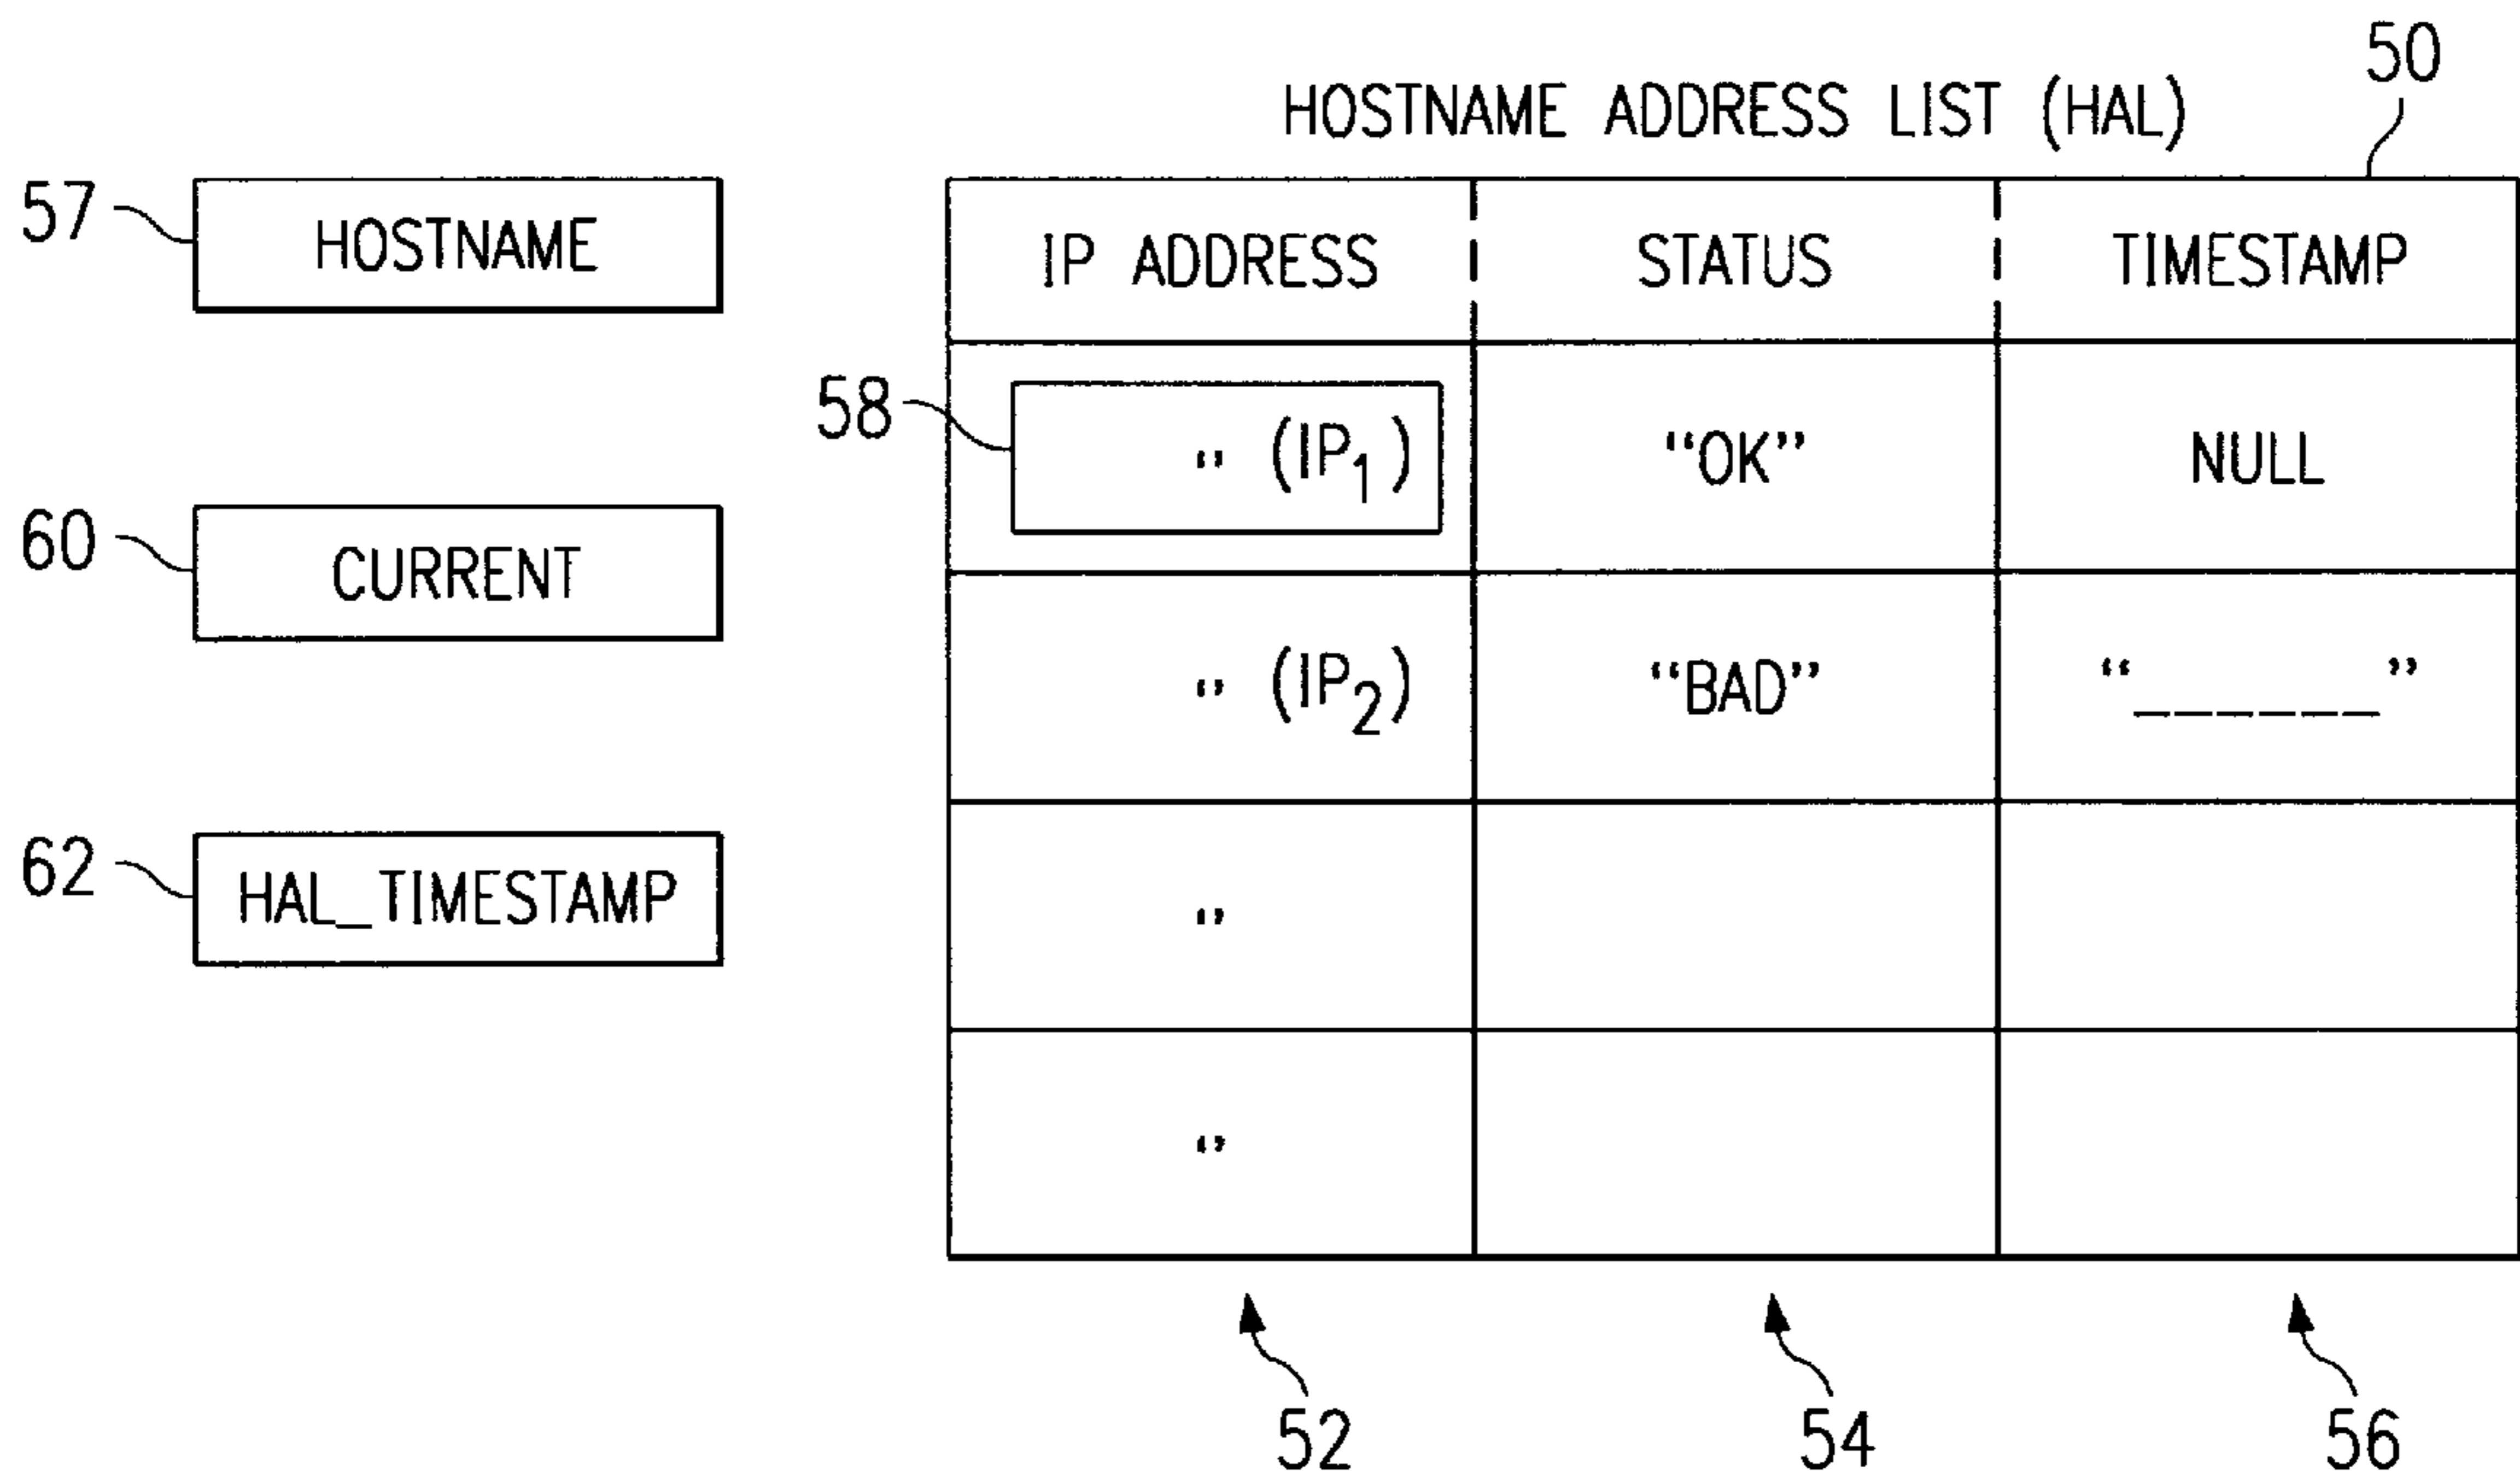 50
HOSTNAME ADDRESS LIST (HAL)
57
HOSTNAME
IP ADDRESS STATUS TIMESTAMP
58
“ (IP1) “OK” NULL
60
CURRENT
“ (IP2) “BAD” “______”
62
HAL_TIMESTAMP
“
“
52 54 56